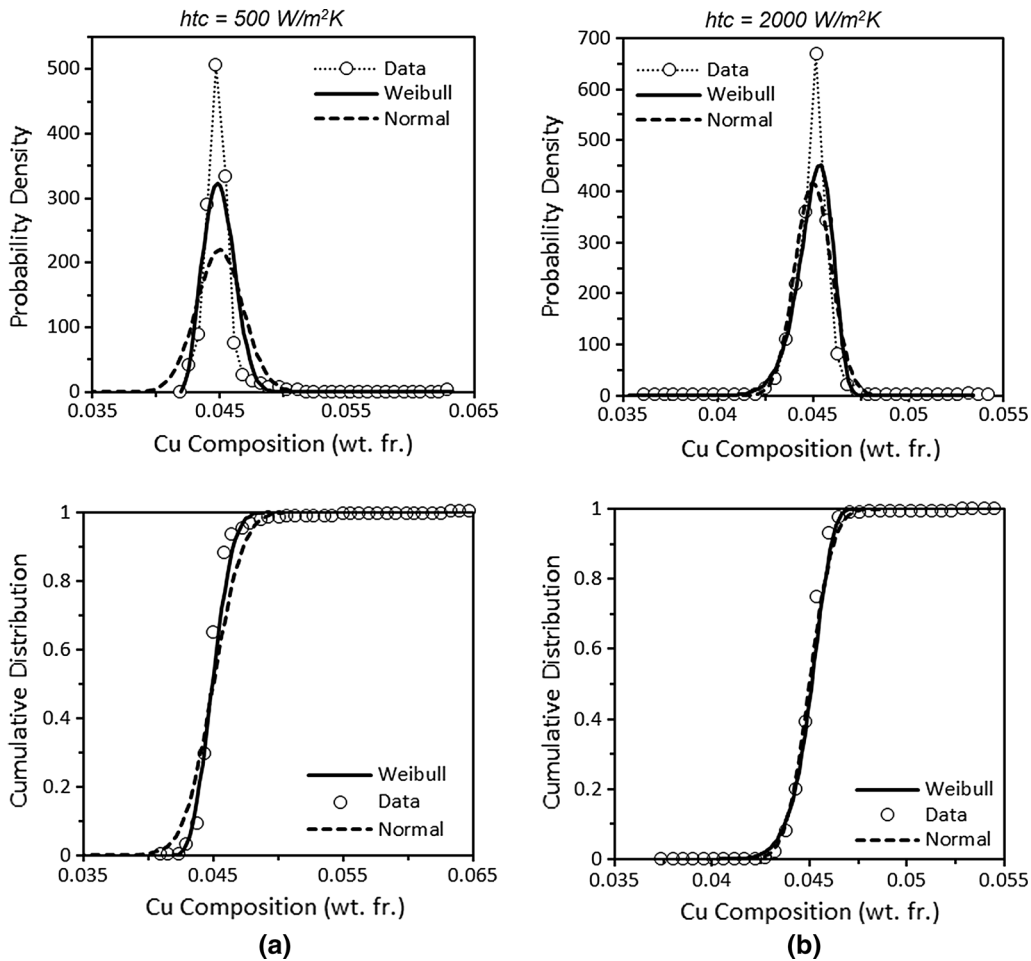 htc = 500 W/m²K
Probability Density
500
400
300
200
100
0
Data
Weibull
Normal
0.035
0.045
0.055
0.065
Cu Composition (wt. fr.)
htc = 2000 W/m²K
Probability Density
700
600
500
400
300
200
100
0
Data
Weibull
Normal
0.035
0.04
0.045
0.05
0.055
Cu Composition (wt. fr.)
Cumulative Distribution
1
0.8
0.6
0.4
0.2
0
Weibull
Data
Normal
0.035
0.045
0.055
0.065
Cu Composition (wt. fr.)
(a)
Cumulative Distribution
1
0.8
0.6
0.4
0.2
0
Weibull
Data
Normal
0.035
0.04
0.045
0.05
0.055
Cu Composition (wt. fr.)
(b)